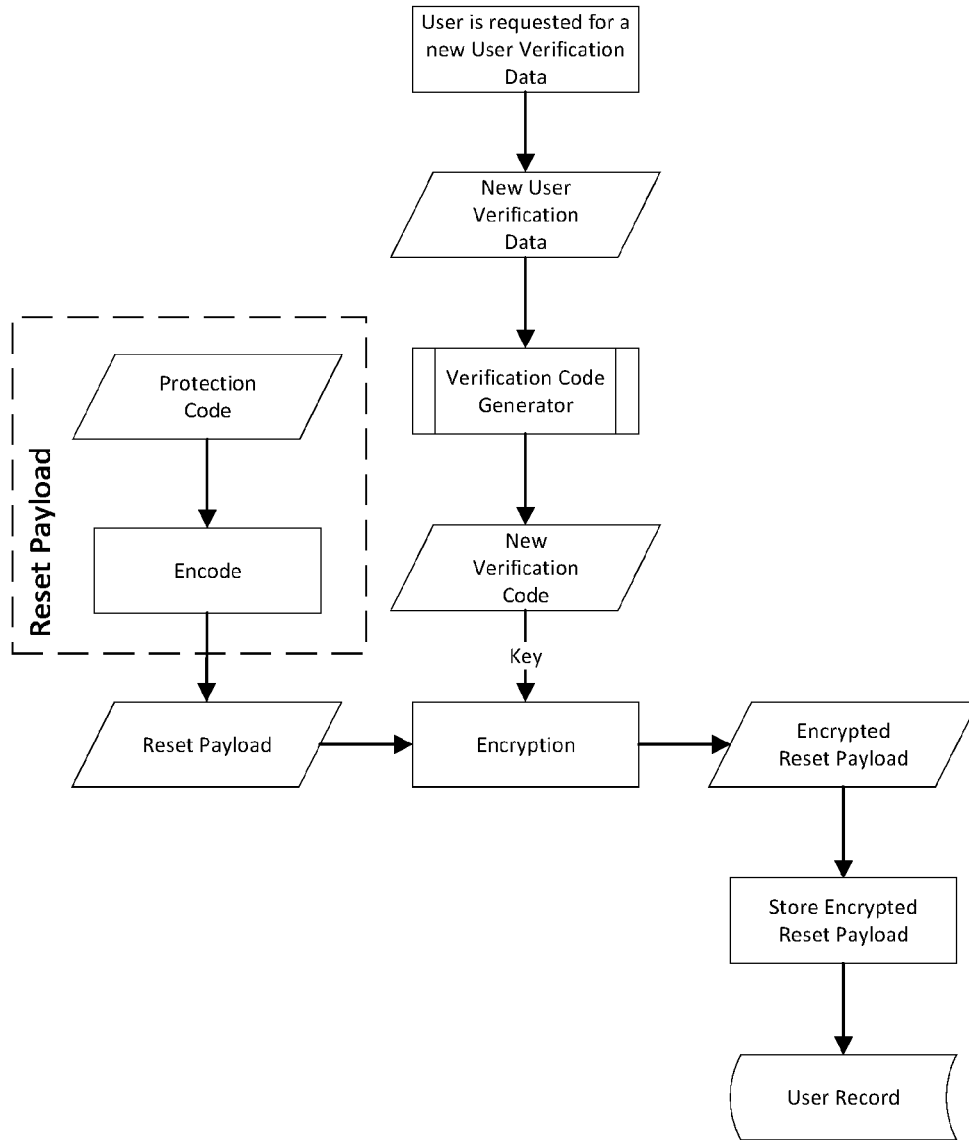 User is requested for a
new User Verification
Data
New User
Verification
Data
Protection
Code
Verification Code
Generator
Reset Payload
Encode
New
Verification
Code
Key
Reset Payload
Encryption
Encrypted
Reset Payload
Store Encrypted
Reset Payload
User Record